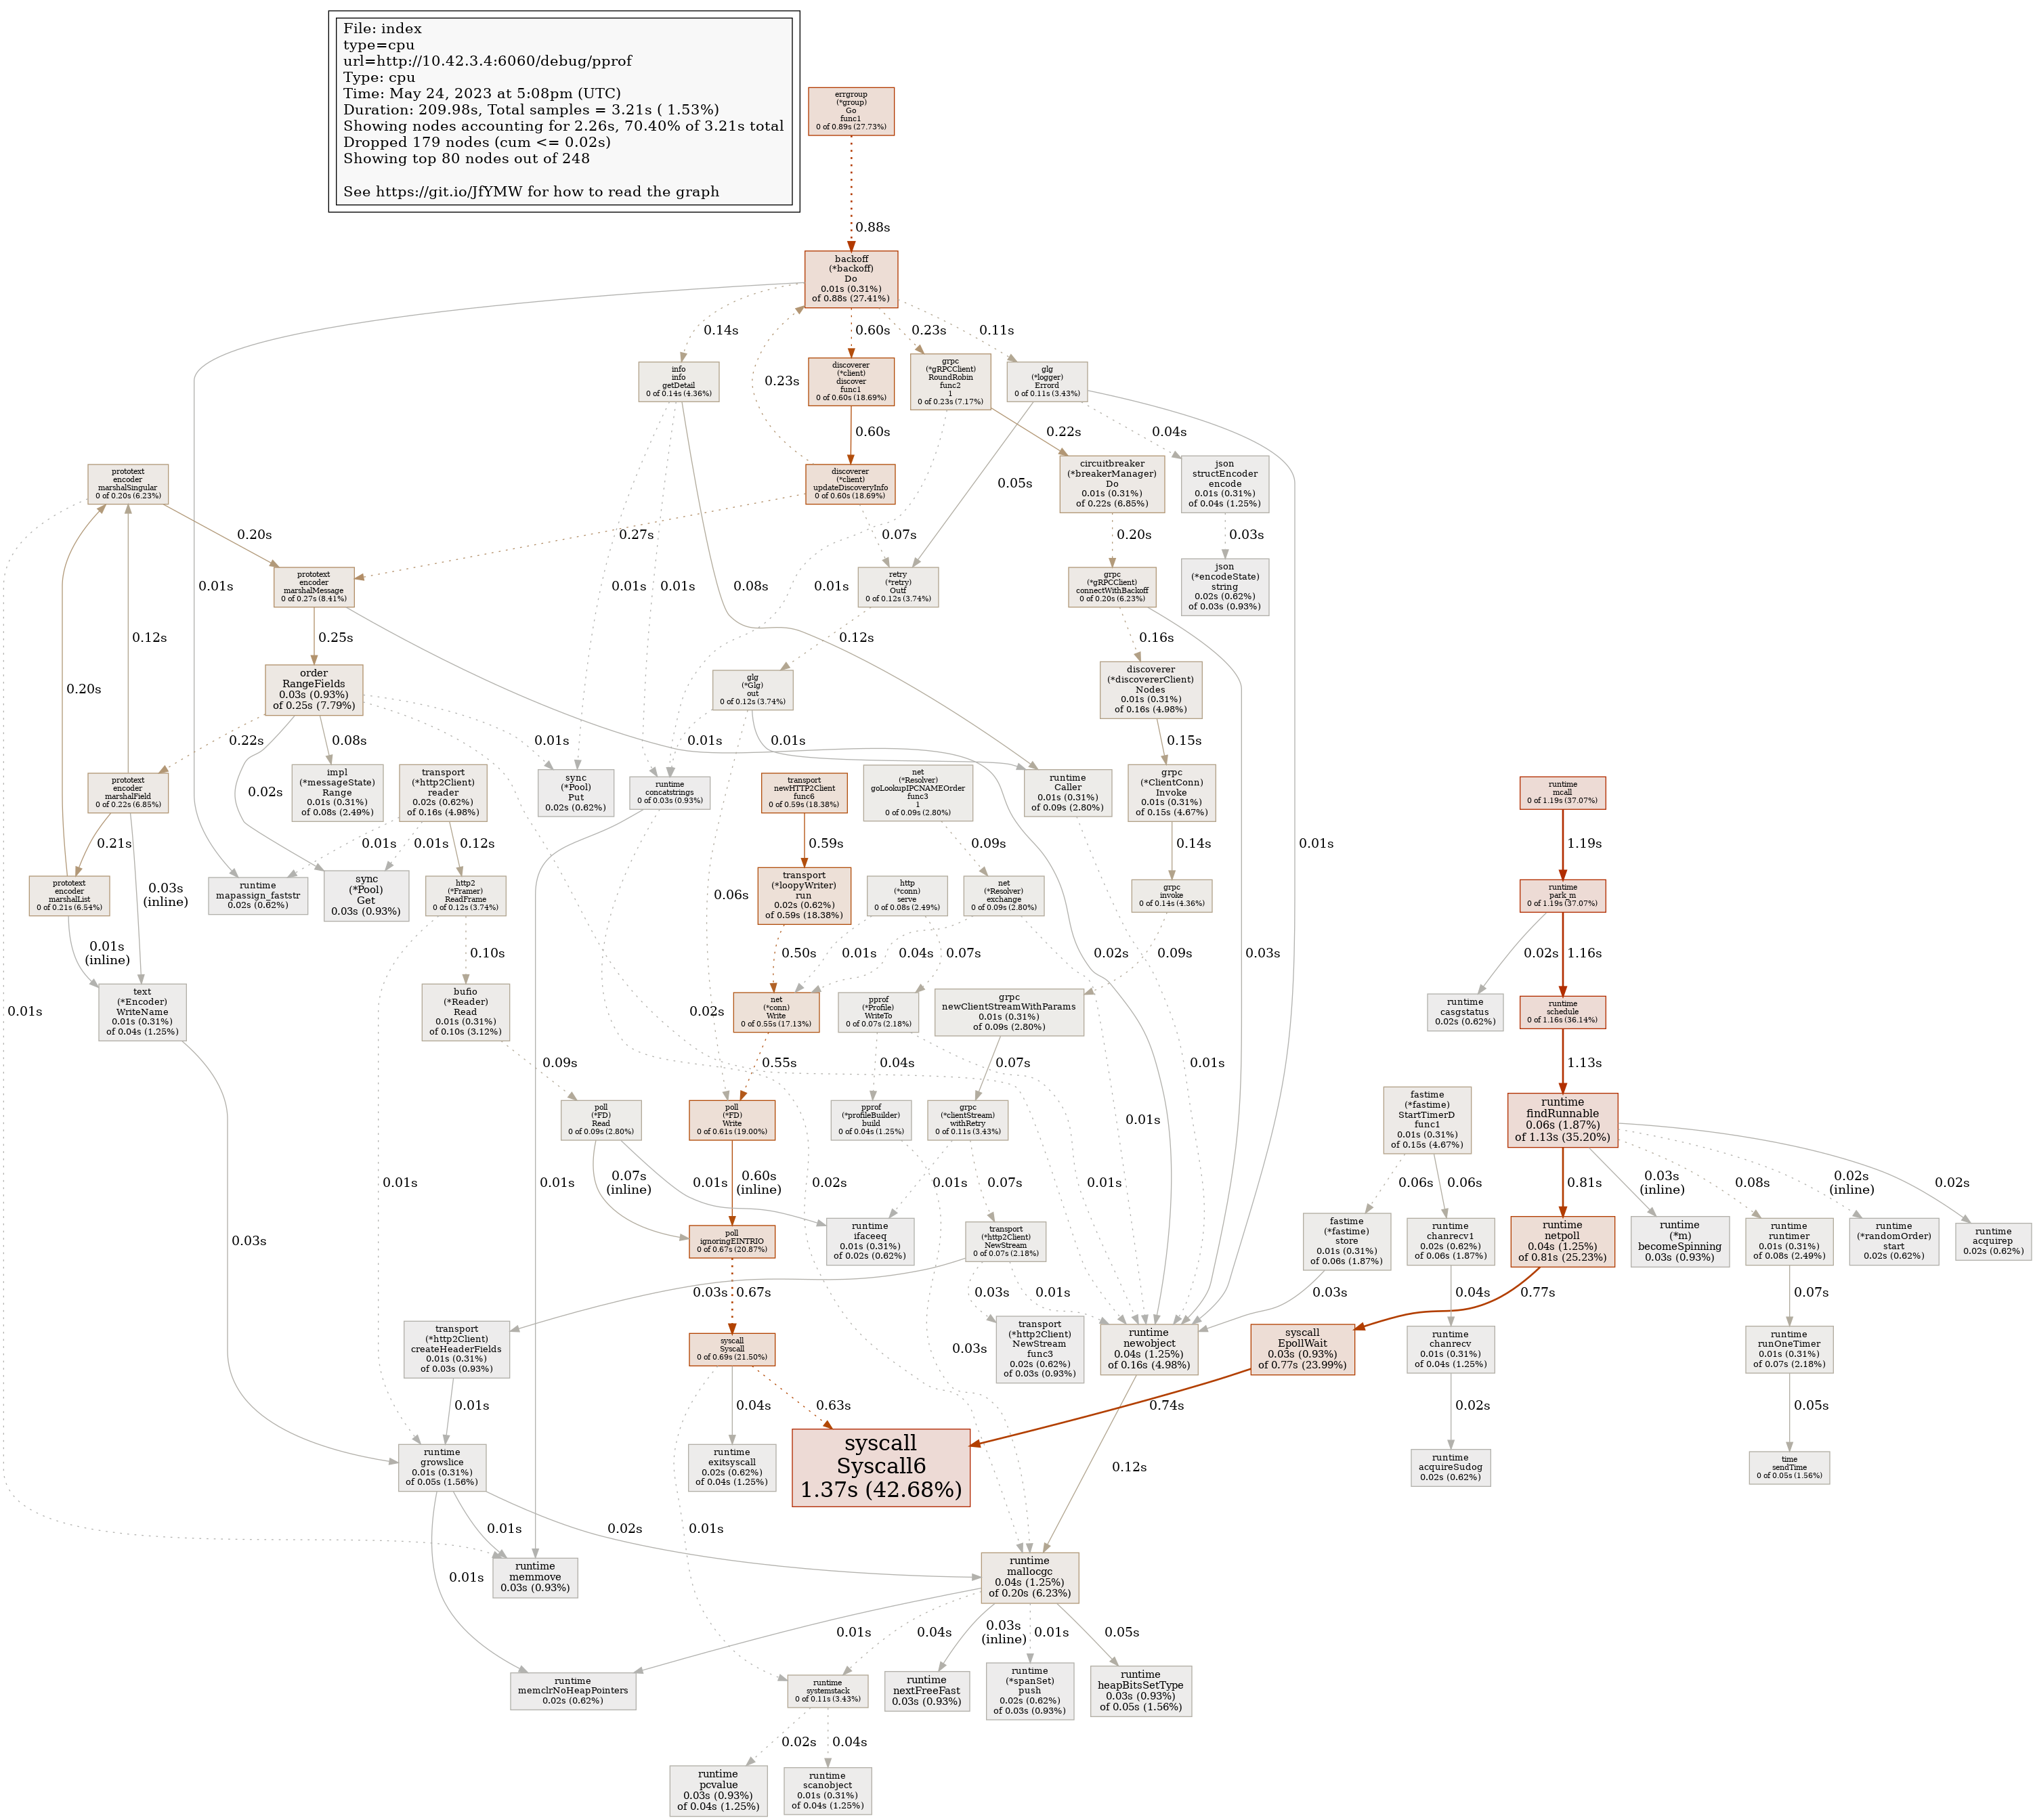 File: index
type=cpu
url=http://10.42.3.4:6060/debug/pprof
Type: cpu
Time: May 24, 2023 at 5:08pm (UTC)
Duration: 209.98s, Total samples = 3.21s ( 1.53%)
Showing nodes accounting for 2.26s, 70.40% of 3.21s total
Dropped 179 nodes (cum <= 0.02s)
Showing top 80 nodes out of 248
See https://git.io/JfYMW for how to read the graph
errgroup
(*group)
Go
func1
0 of 0.89s (27.73%)
0.88s
backoff
(*backoff)
Do
0.01s (0.31%)
of 0.88s (27.41%)
0.14s
0.60s
0.23s
0.11s
0.23s
info
info
getDetail
0 of 0.14s (4.36%)
discoverer
(*client)
discover
func1
0 of 0.60s (18.69%)
grpc
(*gRPCClient)
RoundRobin
func2
1
0 of 0.23s (7.17%)
glg
(*logger)
Errord
0 of 0.11s (3.43%)
0.60s
0.22s
0.04s
0.05s
prototext
encoder
marshalSingular
0 of 0.20s (6.23%)
discoverer
(*client)
updateDiscoveryInfo
0 of 0.60s (18.69%)
circuitbreaker
(*breakerManager)
Do
0.01s (0.31%)
of 0.22s (6.85%)
json
structEncoder
encode
0.01s (0.31%)
of 0.04s (1.25%)
0.20s
0.27s
0.07s
0.20s
0.03s
0.01s
0.01s
0.01s
0.08s
0.01s
prototext
encoder
marshalMessage
0 of 0.27s (8.41%)
retry
(*retry)
Outf
0 of 0.12s (3.74%)
grpc
(*gRPCClient)
connectWithBackoff
0 of 0.20s (6.23%)
json
(*encodeState)
string
0.02s (0.62%)
of 0.03s (0.93%)
0.12s
0.25s
0.12s
0.16s
0.20s
order
RangeFields
0.03s (0.93%)
of 0.25s (7.79%)
glg
(*Glg)
out
0 of 0.12s (3.74%)
discoverer
(*discovererClient)
Nodes
0.01s (0.31%)
of 0.16s (4.98%)
0.22s
0.08s
0.01s
0.01s
0.01s
0.15s
0.02s
prototext
encoder
marshalField
0 of 0.22s (6.85%)
impl
(*messageState)
Range
0.01s (0.31%)
of 0.08s (2.49%)
transport
(*http2Client)
reader
0.02s (0.62%)
of 0.16s (4.98%)
sync
(*Pool)
Put
0.02s (0.62%)
runtime
concatstrings
0 of 0.03s (0.93%)
transport
newHTTP2Client
func6
0 of 0.59s (18.38%)
net
(*Resolver)
goLookupIPCNAMEOrder
func3
1
0 of 0.09s (2.80%)
runtime
Caller
0.01s (0.31%)
of 0.09s (2.80%)
grpc
(*ClientConn)
Invoke
0.01s (0.31%)
of 0.15s (4.67%)
runtime
mcall
0 of 1.19s (37.07%)
0.21s
0.03s
(inline)
0.01s
0.01s
0.12s
0.59s
0.09s
0.14s
0.01s
1.19s
prototext
encoder
marshalList
0 of 0.21s (6.54%)
runtime
mapassign_faststr
0.02s (0.62%)
sync
(*Pool)
Get
0.03s (0.93%)
http2
(*Framer)
ReadFrame
0 of 0.12s (3.74%)
0.06s
transport
(*loopyWriter)
run
0.02s (0.62%)
of 0.59s (18.38%)
http
(*conn)
serve
0 of 0.08s (2.49%)
net
(*Resolver)
exchange
0 of 0.09s (2.80%)
grpc
invoke
0 of 0.14s (4.36%)
runtime
park_m
0 of 1.19s (37.07%)
0.01s
(inline)
0.10s
0.50s
0.01s
0.07s
0.04s
0.02s
0.09s
0.03s
0.02s
1.16s
0.01s
text
(*Encoder)
WriteName
0.01s (0.31%)
of 0.04s (1.25%)
bufio
(*Reader)
Read
0.01s (0.31%)
of 0.10s (3.12%)
0.02s
net
(*conn)
Write
0 of 0.55s (17.13%)
pprof
(*Profile)
WriteTo
0 of 0.07s (2.18%)
grpc
newClientStreamWithParams
0.01s (0.31%)
of 0.09s (2.80%)
runtime
casgstatus
0.02s (0.62%)
runtime
schedule
0 of 1.16s (36.14%)
0.09s
0.55s
0.04s
0.07s
0.01s
1.13s
poll
(*FD)
Read
0 of 0.09s (2.80%)
poll
(*FD)
Write
0 of 0.61s (19.00%)
pprof
(*profileBuilder)
build
0 of 0.04s (1.25%)
grpc
(*clientStream)
withRetry
0 of 0.11s (3.43%)
0.01s
fastime
(*fastime)
StartTimerD
func1
0.01s (0.31%)
of 0.15s (4.67%)
runtime
findRunnable
0.06s (1.87%)
of 1.13s (35.20%)
0.01s
0.01s
0.07s
(inline)
0.01s
0.60s
(inline)
0.02s
0.01s
0.07s
0.01s
0.06s
0.06s
0.81s
0.03s
(inline)
0.08s
0.02s
(inline)
0.02s
0.03s
poll
ignoringEINTRIO
0 of 0.67s (20.87%)
runtime
ifaceeq
0.01s (0.31%)
of 0.02s (0.62%)
transport
(*http2Client)
NewStream
0 of 0.07s (2.18%)
fastime
(*fastime)
store
0.01s (0.31%)
of 0.06s (1.87%)
runtime
chanrecv1
0.02s (0.62%)
of 0.06s (1.87%)
runtime
netpoll
0.04s (1.25%)
of 0.81s (25.23%)
runtime
(*m)
becomeSpinning
0.03s (0.93%)
runtime
runtimer
0.01s (0.31%)
of 0.08s (2.49%)
runtime
(*randomOrder)
start
0.02s (0.62%)
runtime
acquirep
0.02s (0.62%)
0.03s
0.67s
0.03s
0.01s
0.03s
0.04s
0.77s
0.07s
transport
(*http2Client)
createHeaderFields
0.01s (0.31%)
of 0.03s (0.93%)
syscall
Syscall
0 of 0.69s (21.50%)
0.03s
transport
(*http2Client)
NewStream
func3
0.02s (0.62%)
of 0.03s (0.93%)
runtime
newobject
0.04s (1.25%)
of 0.16s (4.98%)
syscall
EpollWait
0.03s (0.93%)
of 0.77s (23.99%)
runtime
chanrecv
0.01s (0.31%)
of 0.04s (1.25%)
runtime
runOneTimer
0.01s (0.31%)
of 0.07s (2.18%)
0.01s
0.04s
0.63s
0.74s
0.02s
0.05s
runtime
growslice
0.01s (0.31%)
of 0.05s (1.56%)
runtime
exitsyscall
0.02s (0.62%)
of 0.04s (1.25%)
syscall
Syscall6
1.37s (42.68%)
0.12s
runtime
acquireSudog
0.02s (0.62%)
time
sendTime
0 of 0.05s (1.56%)
0.01s
0.02s
0.01s
0.01s
runtime
memmove
0.03s (0.93%)
runtime
mallocgc
0.04s (1.25%)
of 0.20s (6.23%)
0.01s
0.04s
0.03s
(inline)
0.01s
0.05s
runtime
memclrNoHeapPointers
0.02s (0.62%)
runtime
systemstack
0 of 0.11s (3.43%)
runtime
nextFreeFast
0.03s (0.93%)
runtime
(*spanSet)
push
0.02s (0.62%)
of 0.03s (0.93%)
runtime
heapBitsSetType
0.03s (0.93%)
of 0.05s (1.56%)
0.02s
0.04s
runtime
pcvalue
0.03s (0.93%)
of 0.04s (1.25%)
runtime
scanobject
0.01s (0.31%)
of 0.04s (1.25%)